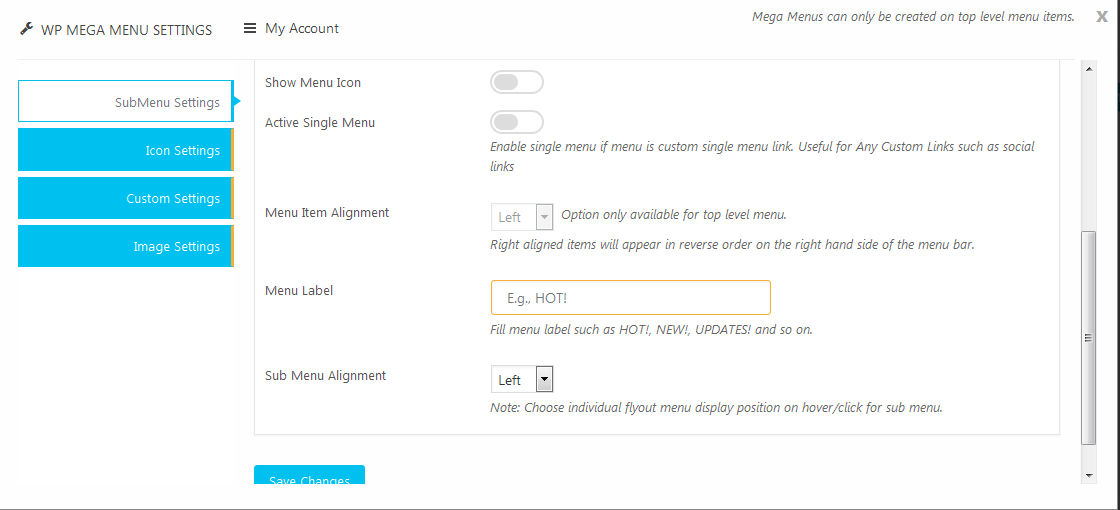 WP MEGA MENU SETTINGS
My Account
Mega Menus can only be created on top level menu items.
X
SubMenu Settings
Icon Settings
Custom Settings
Image Settings
Show Menu Icon
Active Single Menu
Enable single menu if menu is custom single menu link. Useful for Any Custom Links such as social
links
Menu Item Alignment
Left
Option only available for top level menu.
Right aligned items will appear in reverse order on the right hand side of the menu bar.
Menu Label
E.g., HOT!
Fill menu label such as HOT!, NEW!, UPDATES! and so on.
Sub Menu Alignment
Left
Note: Choose individual flyout menu display position on hover/click for sub menu.
Save Changes